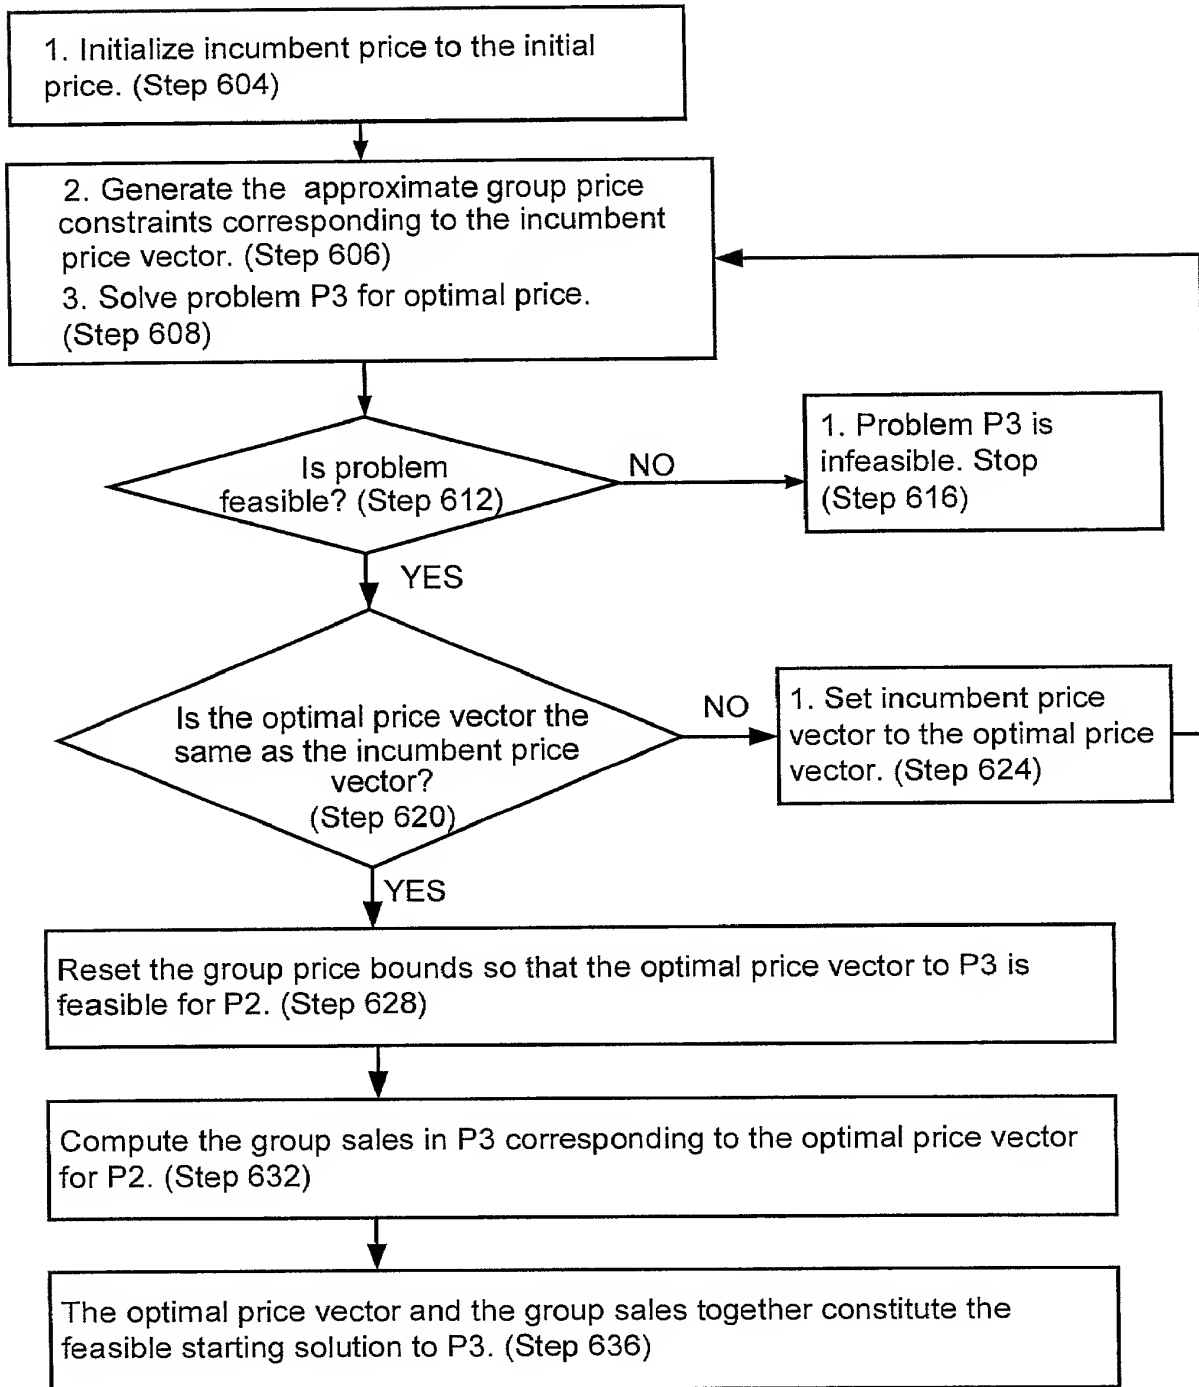 1. Initialize incumbent price to the initial
price. (Step 604)
2. Generate the approximate group price
constraints corresponding to the incumbent
price vector. (Step 606)
3. Solve problem P3 for optimal price.
(Step 608)
Is problem
feasible? (Step 612)
NO
1. Problem P3 is
infeasible. Stop
(Step 616)
YES
Is the optimal price vector the
same as the incumbent price
vector?
(Step 620)
NO
1. Set incumbent price
vector to the optimal price
vector. (Step 624)
YES
Reset the group price bounds so that the optimal price vector to P3 is
feasible for P2. (Step 628)
Compute the group sales in P3 corresponding to the optimal price vector
for P2. (Step 632)
The optimal price vector and the group sales together constitute the
feasible starting solution to P3. (Step 636)